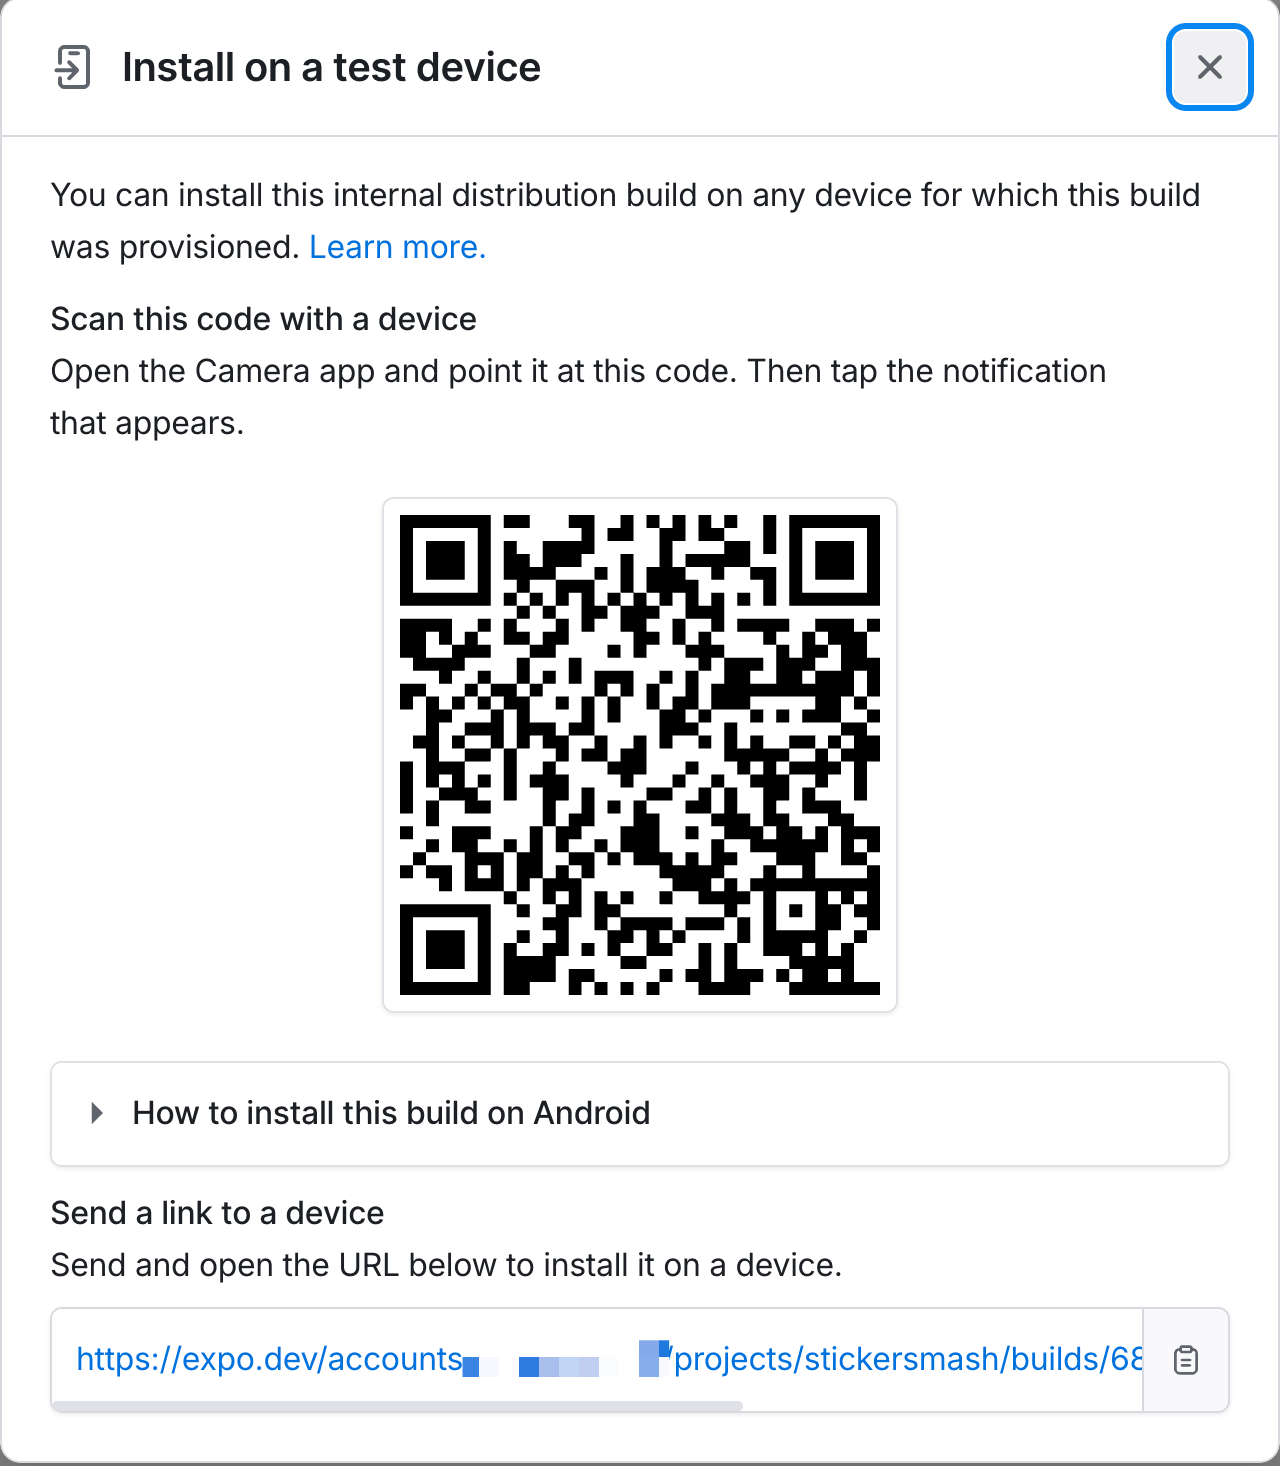 Install on a test device
You can install this internal distribution build on any device for which this build
was provisioned. Learn more.
Scan this code with a device
Open the Camera app and point it at this code. Then tap the notification
that appears.
How to install this build on Android
Send a link to a device
Send and open the URL below to install it on a device.
https://expo.dev/accounts /projects/stickersmash/builds/68